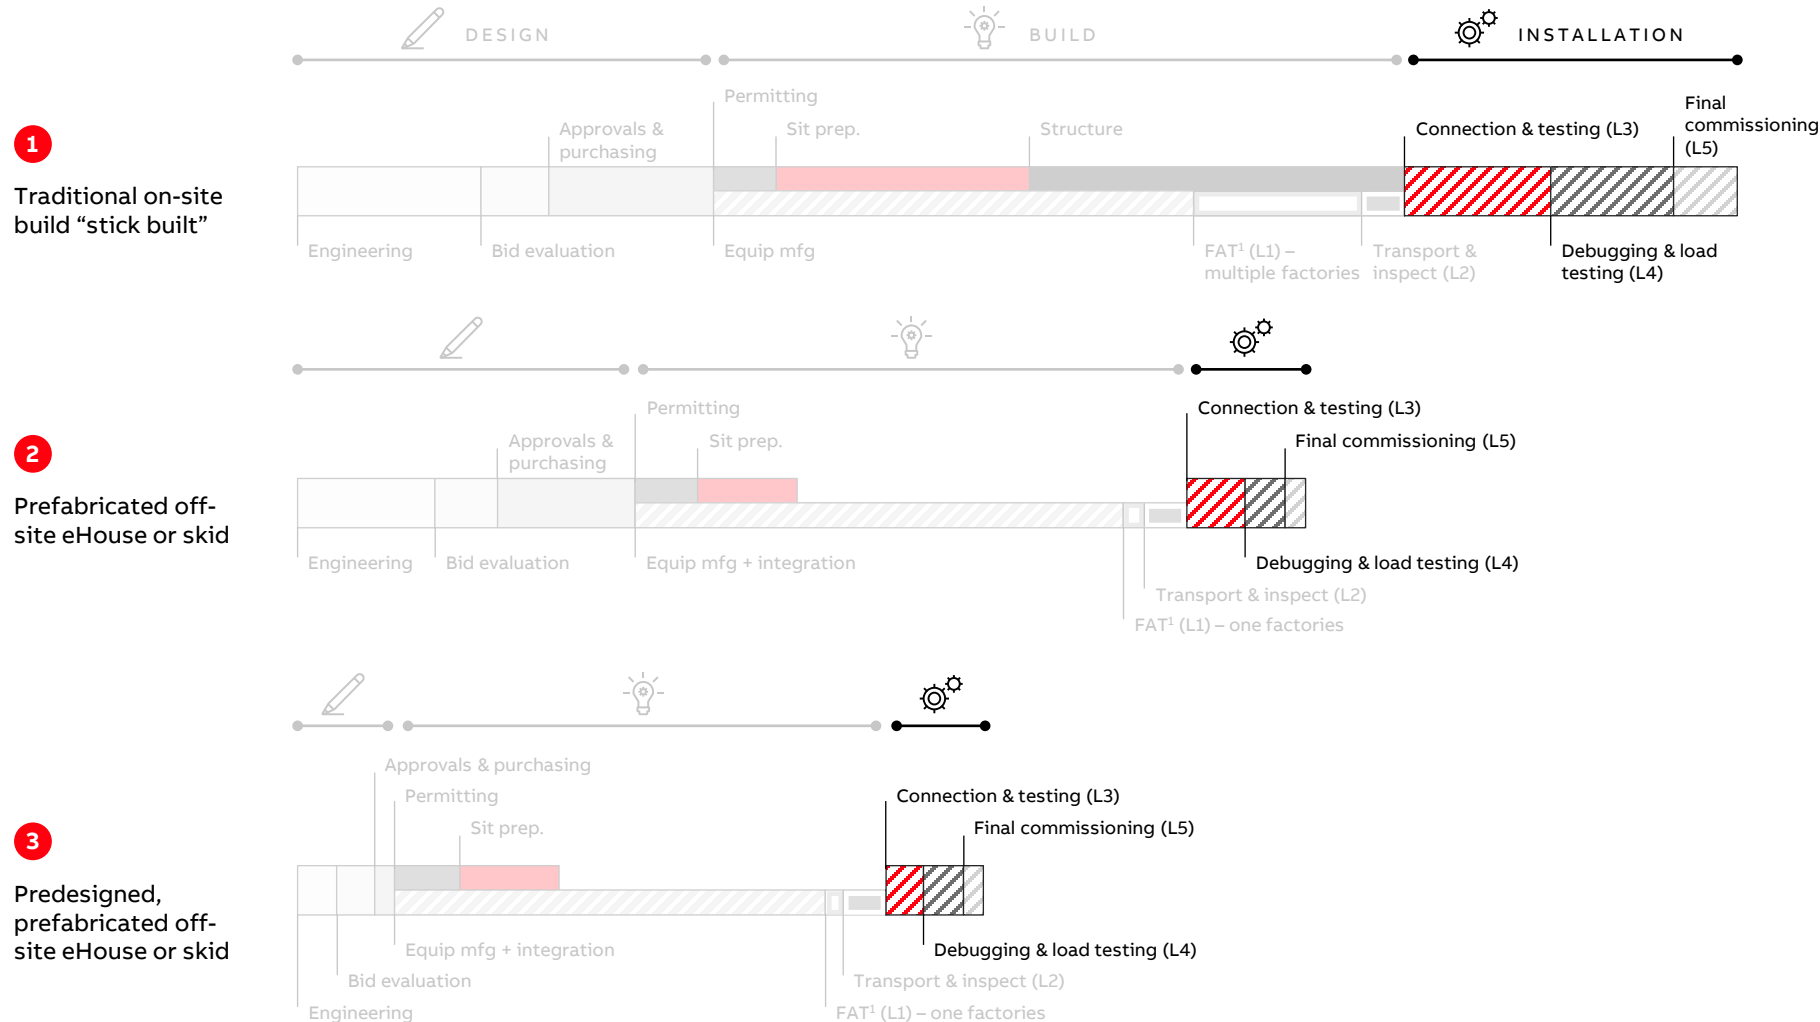 DESIGN
BUILD
INSTALLATION
Permitting
Final
commissioning
(L5)
Approvals &
purchasing
Sit prep.
Structure
Connection & testing (L3)
1
Traditional on-site
build “stick built”
Engineering
Bid evaluation
Equip mfg
FAT¹ (L1) –
multiple factories
Transport &
inspect (L2)
Debugging & load
testing (L4)
Permitting
Connection & testing (L3)
Approvals &
purchasing
Sit prep.
Final commissioning (L5)
2
Prefabricated off-
site eHouse or skid
Engineering
Bid evaluation
Equip mfg + integration
Debugging & load testing (L4)
Transport & inspect (L2)
FAT¹ (L1) – one factories
Approvals & purchasing
Permitting
Connection & testing (L3)
Sit prep.
Final commissioning (L5)
3
Predesigned,
prefabricated off-
site eHouse or skid
Equip mfg + integration
Debugging & load testing (L4)
Bid evaluation
Transport & inspect (L2)
Engineering
FAT¹ (L1) – one factories